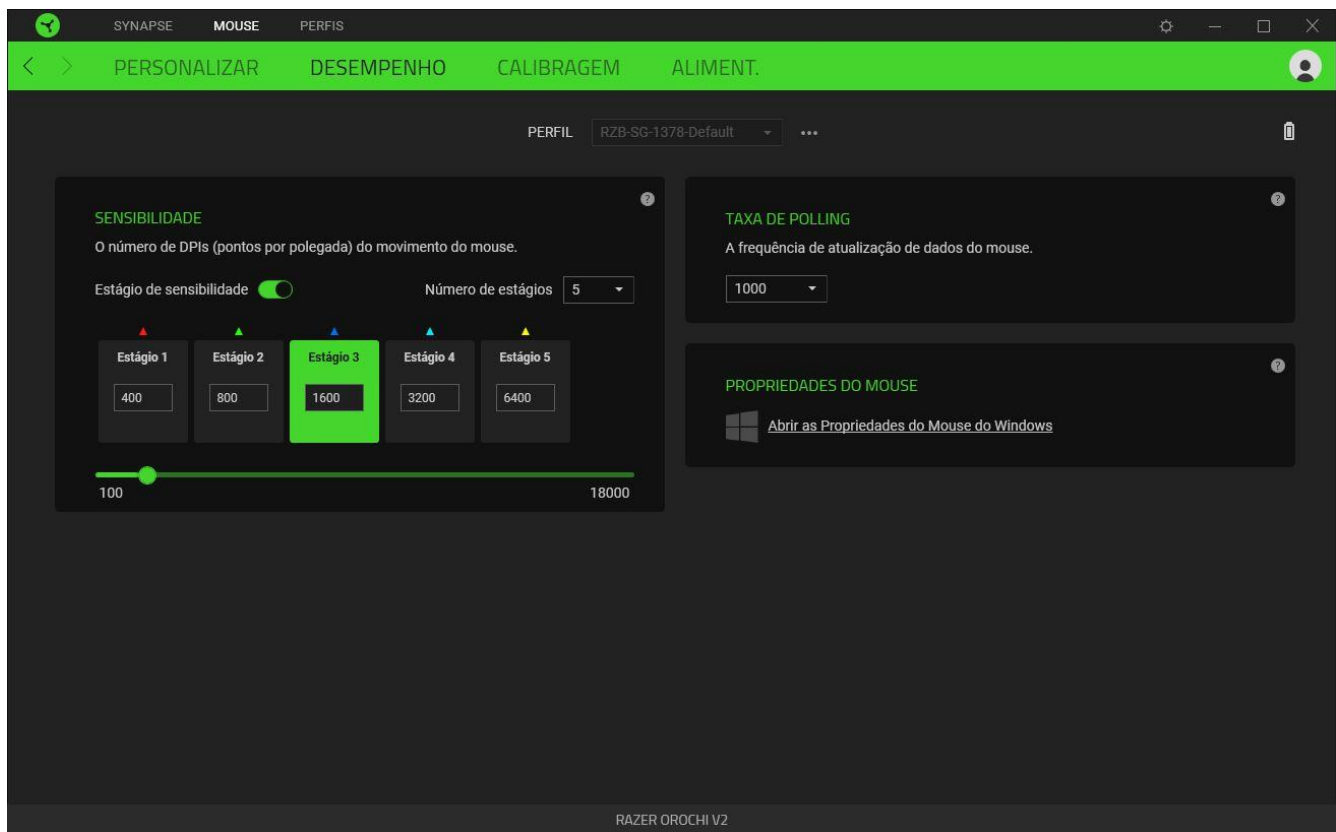 SYNAPSE MOUSE PERFIS
PERSONALIZAR DESEMPENHO CALIBRAGEM ALIMENT.
PERFIL RZB-SG-1378-Default
SENSIBILIDADE
O número de DPIs (pontos por polegada) do movimento do mouse.
Estágio de sensibilidade Número de estágios 5
Estágio 1 Estágio 2 Estágio 3 Estágio 4 Estágio 5
400 800 1600 3200 6400
100 18000
TAXA DE POLLING
A frequência de atualização de dados do mouse.
1000
PROPRIEDADES DO MOUSE
Abrir as Propriedades do Mouse do Windows
RAZER OROCHI V2